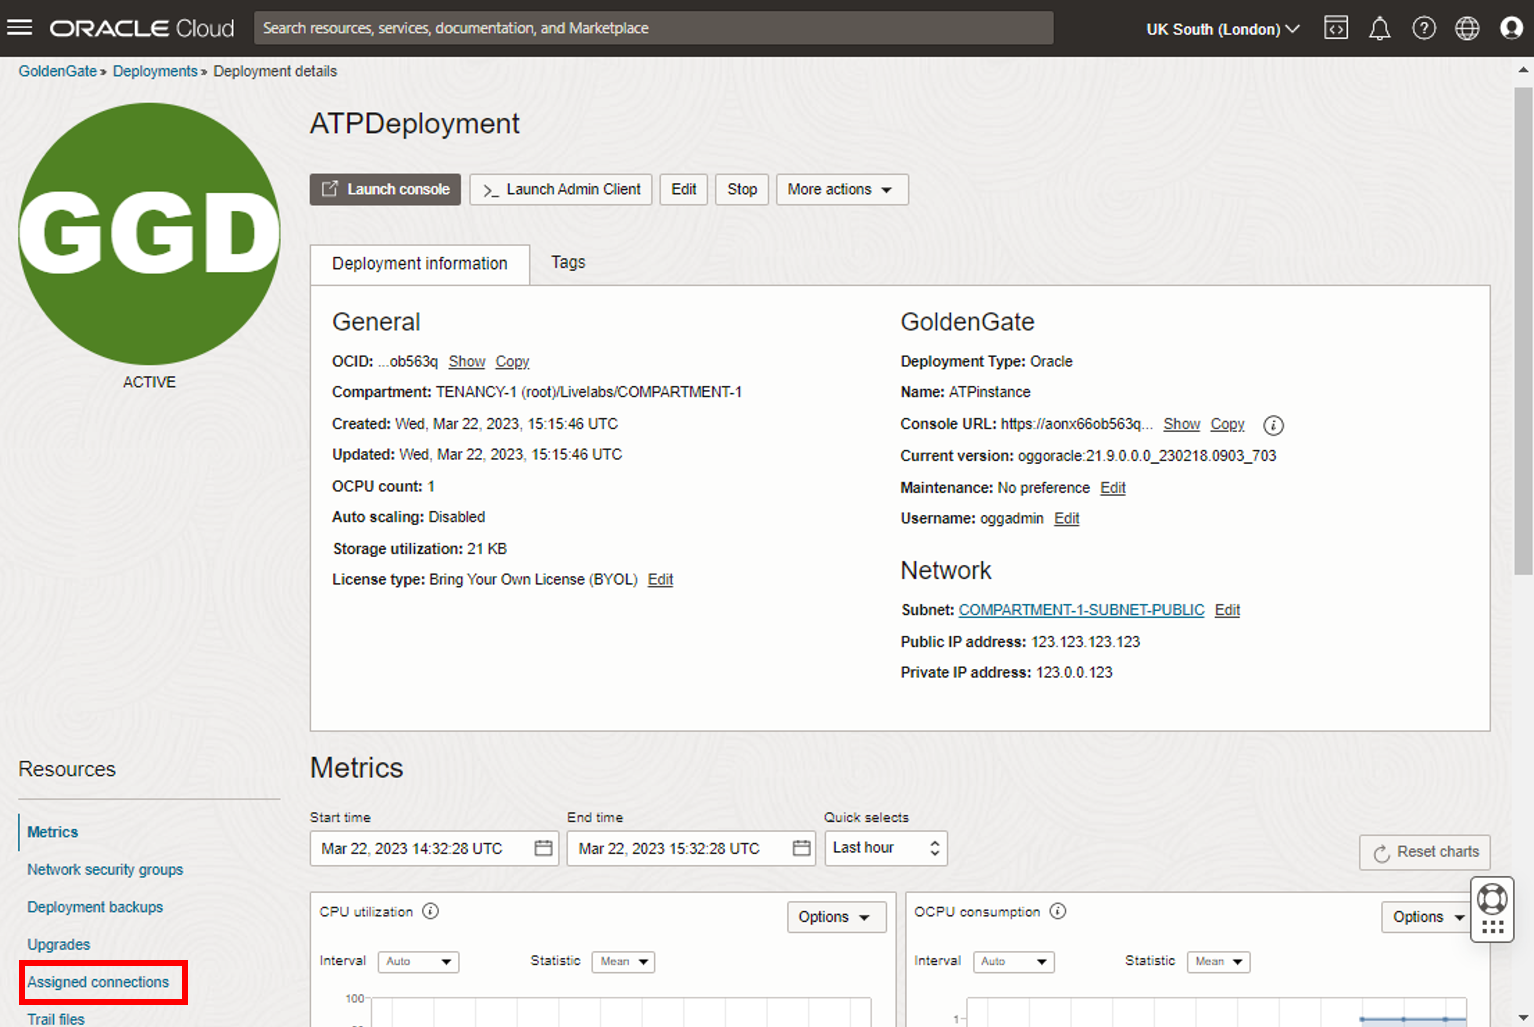 ORACLE Cloud
Search resources, services, documentation, and Marketplace
UK South (London)
GoldenGate » Deployments » Deployment details
GGD
ACTIVE
ATPDeployment
Launch console
>_ Launch Admin Client
Edit
Stop
More actions
Deployment information
Tags
General
OCID: ...ob563q Show Copy
Compartment: TENANCY-1 (root)/Livelabs/COMPARTMENT-1
Created: Wed, Mar 22, 2023, 15:15:46 UTC
Updated: Wed, Mar 22, 2023, 15:15:46 UTC
OCPU count: 1
Auto scaling: Disabled
Storage utilization: 21 KB
License type: Bring Your Own License (BYOL) Edit
GoldenGate
Deployment Type: Oracle
Name: ATPinstance
Console URL: https://aonx66ob563q... Show Copy
Current version: oggoracle:21.9.0.0.0_230218.0903_703
Maintenance: No preference Edit
Username: oggadmin Edit
Network
Subnet: COMPARTMENT-1-SUBNET-PUBLIC Edit
Public IP address: 123.123.123.123
Private IP address: 123.0.0.123
Resources
Metrics
Network security groups
Deployment backups
Upgrades
Assigned connections
Trail files
Metrics
Start time
Mar 22, 2023 14:32:28 UTC
End time
Mar 22, 2023 15:32:28 UTC
Quick selects
Last hour
Reset charts
CPU utilization
Options
Interval Auto
Statistic Mean
100
OCPU consumption
Options
Interval Auto
Statistic Mean
1